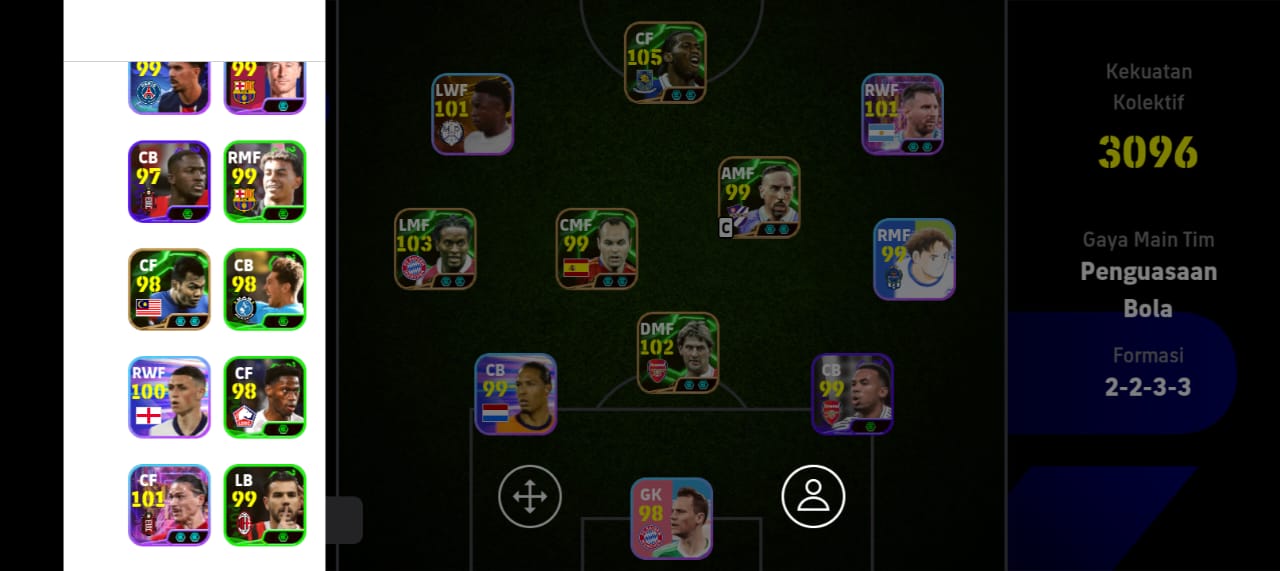 99
99
CB
97
RMF
99
CF
98
CB
98
RWF
100
CF
98
CF
101
LB
99
CF
105
LWF
101
RWF
101
AMF
99
C
LMF
103
CMF
99
RMF
99
DMF
102
CB
99
CB
99
GK
98
Kekuatan
Kolektif
3096
Gaya Main Tim
Penguasaan
Bola
Formasi
2-2-3-3